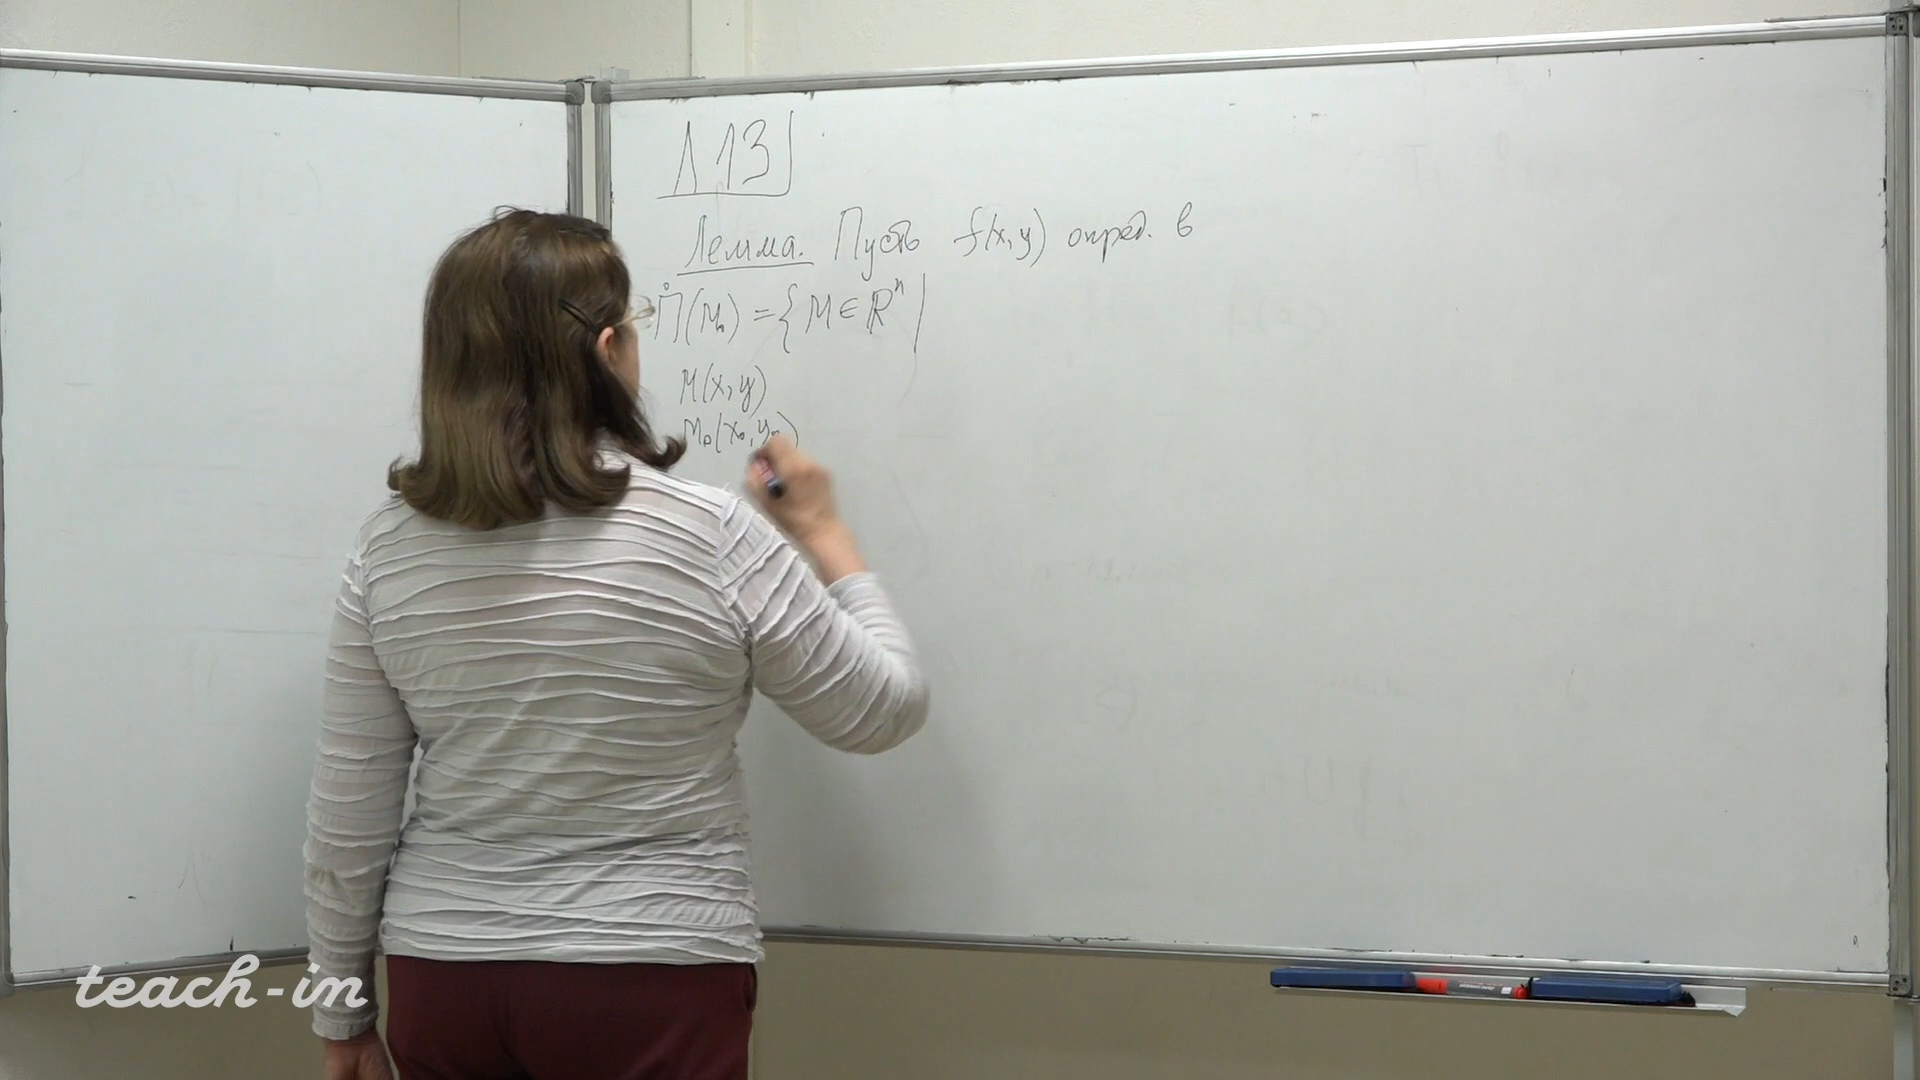 Л 13
Лемма. Пусть f(x, y) опред. в
П̊(M₀) = { M ∈ ℝⁿ |
M(x, y)
M₀(x₀, y₀)
teach-in